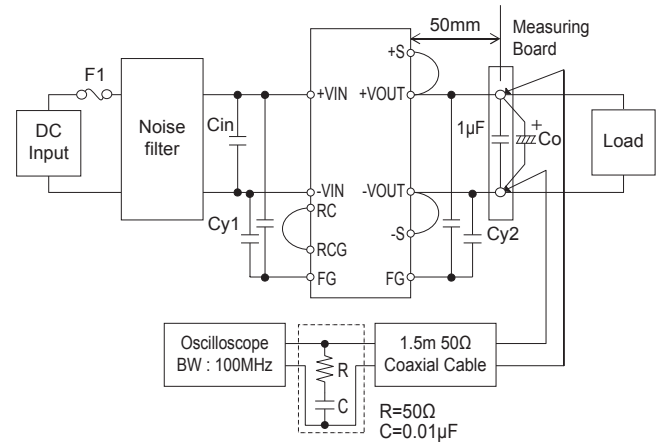 50mm
Measuring
Board
F1
+S
+VIN
+VOUT
DC
Input
Noise
filter
Cin
1µF
+
Co
Load
-VIN
-VOUT
RC
Cy1
RCG
-S
Cy2
FG
FG
Oscilloscope
BW : 100MHz
R
C
1.5m 50Ω
Coaxial Cable
R=50Ω
C=0.01µF